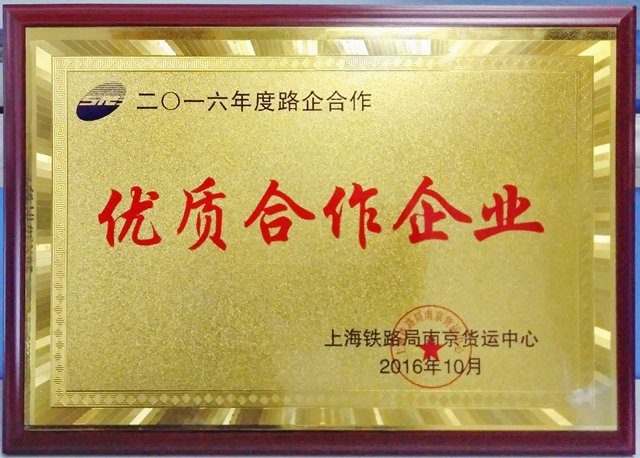 二〇一六年度路企合作
优质合作企业
上海铁路局南京货运中心
2016年10月